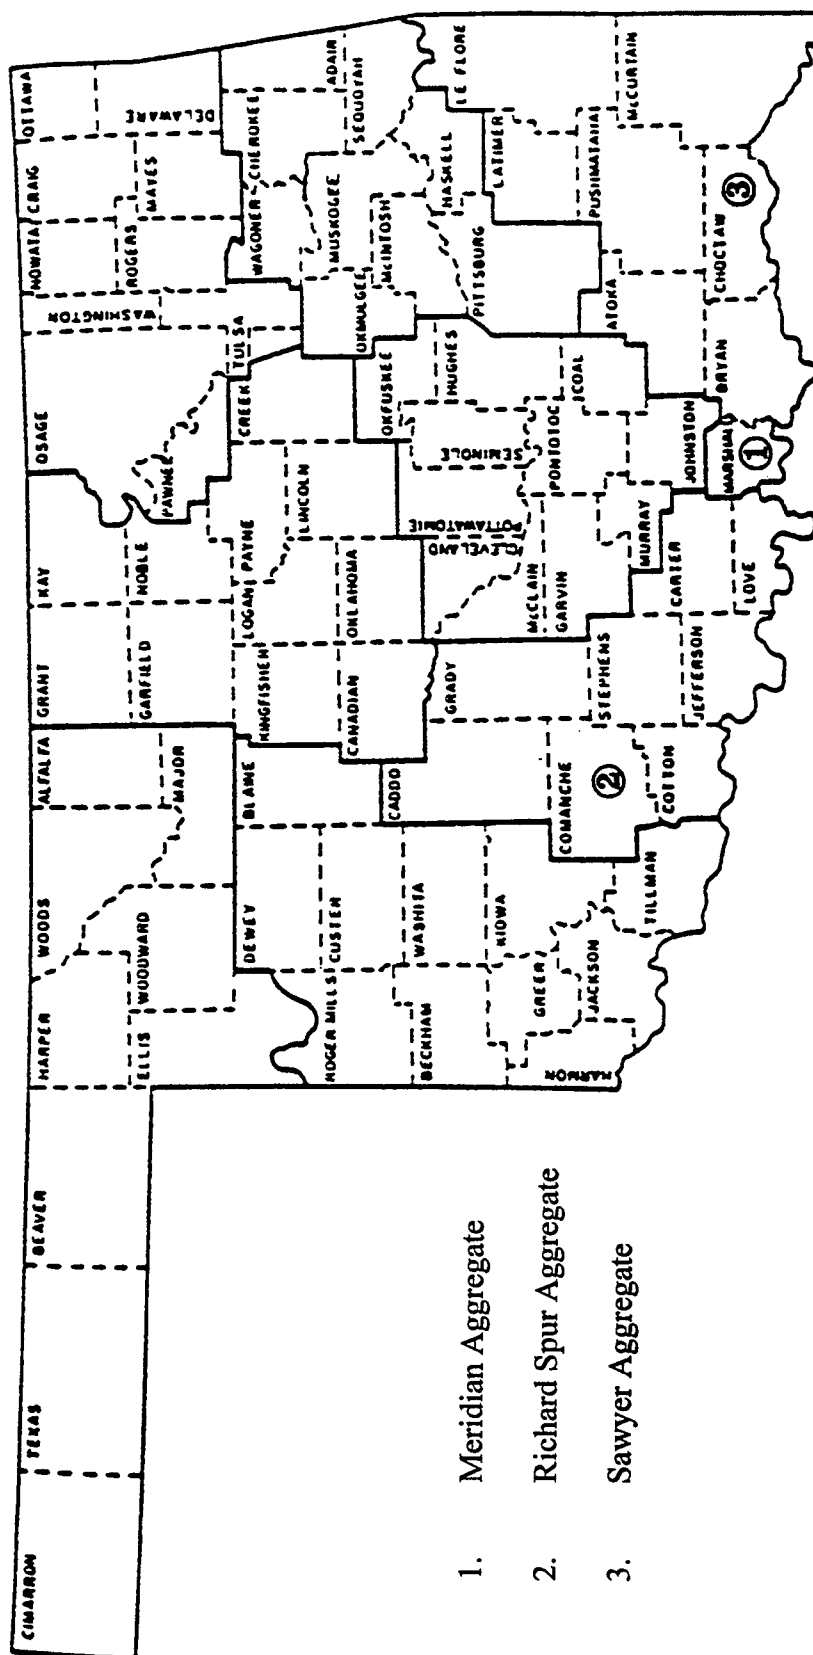 CIMARRON
TEXAS
BEAVER
HARPER
WOODS
ALFALFA
GRANT
KAY
OSAGE
WASHINGTON
NOWATA
CRAIG
OTTAWA
ELLIS
WOODWARD
MAJOR
GARFIELD
NOBLE
PAWNEE
ROGERS
MAYES
DELAWARE
DEWEY
BLAINE
KINGFISHER
LOGAN
PAYNE
CREEK
TULSA
WAGONER
CHEROKEE
ADAIR
ROGER MILLS
CUSTEN
CANADIAN
OKLAHOMA
LINCOLN
OKMULGEE
MUSKOGEE
SEQUOYAH
BECKHAM
WASHITA
CADDO
CLEVELAND
POTTAWATOMIE
SEMINOLE
OKFUSKEE
McINTOSH
HASKELL
HUGHES
PITTSBURG
LATIMER
LE FLORE
KIOWA
GRADY
McCLAIN
HARMON
GREER
JACKSON
COMANCHE
STEPHENS
GARVIN
PONTOTOC
COAL
ATOKA
PUSHMATAHA
McCURTAIN
TILLMAN
COTTON
JEFFERSON
CARTER
MURRAY
JOHNSTON
LOVE
MARSHALL
BRYAN
CHOCTAW
①
②
③
1. Meridian Aggregate
2. Richard Spur Aggregate
3. Sawyer Aggregate